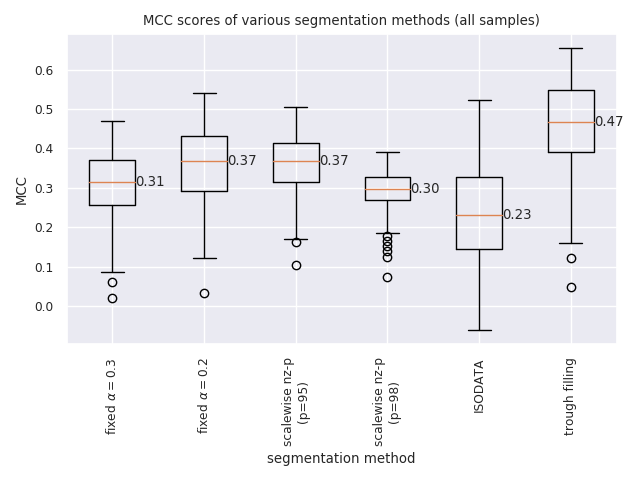 MCC scores of various segmentation methods (all samples)
MCC
0.6
0.5
0.4
0.3
0.2
0.1
0.0
0.31
0.37
0.37
0.30
0.23
0.47
fixed α = 0.3
fixed α = 0.2
scalewise nz-p
(p=95)
scalewise nz-p
(p=98)
ISODATA
trough filling
segmentation method